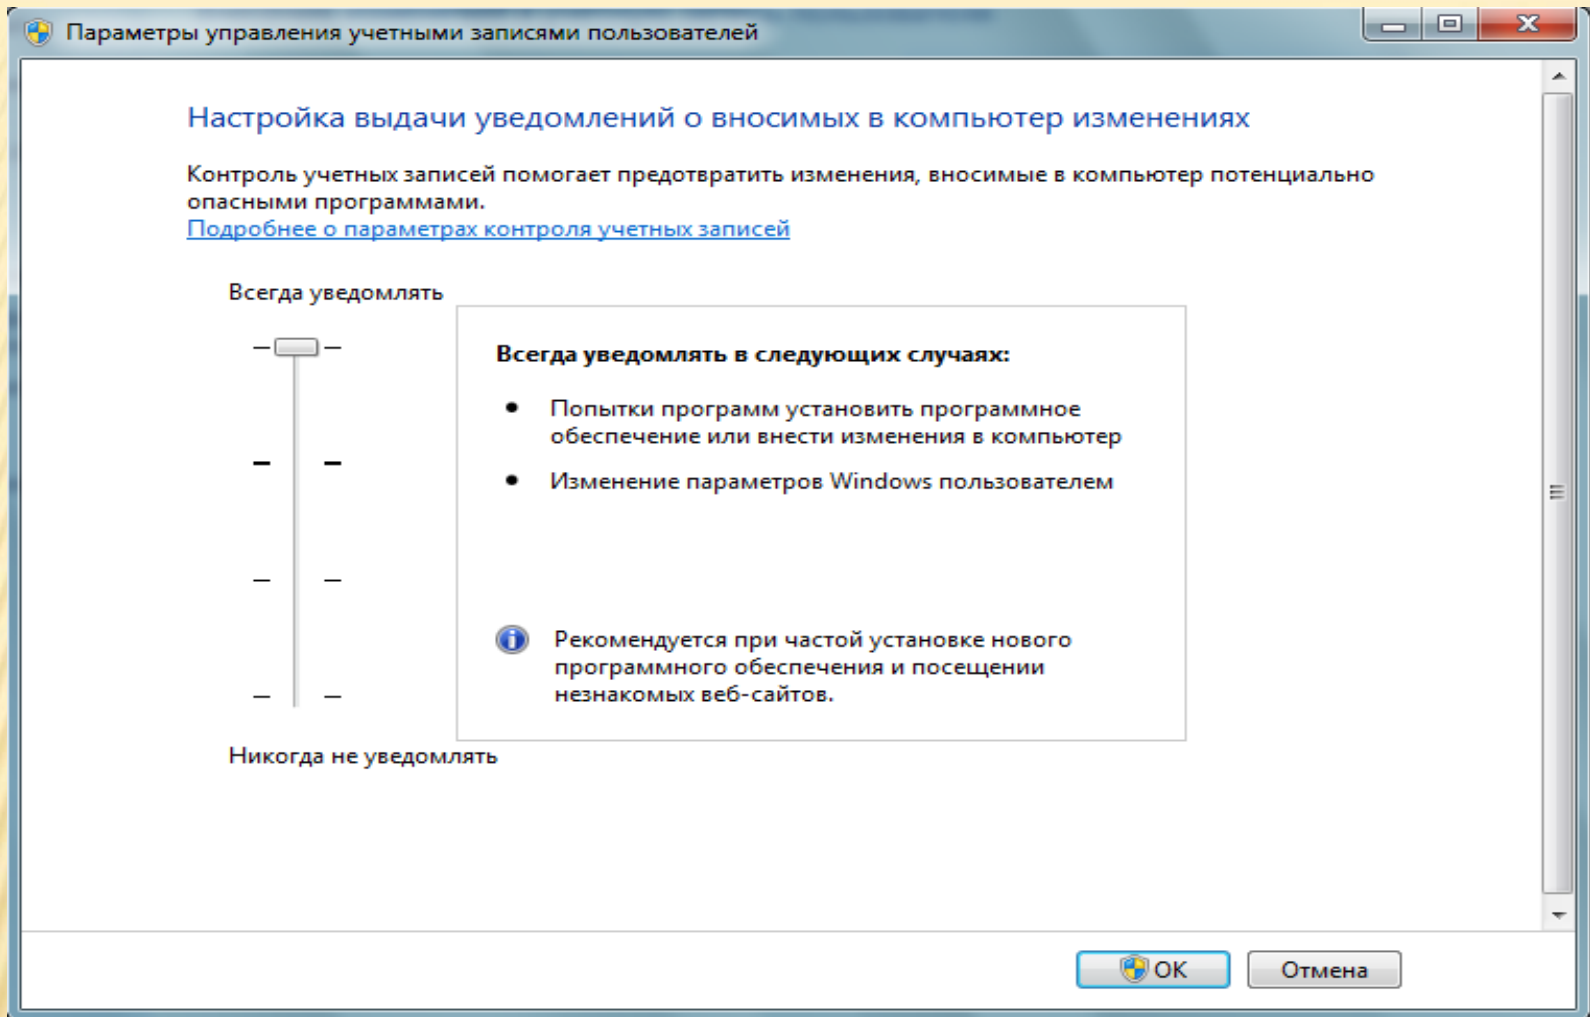 Параметры управления учетными записями пользователей
Настройка выдачи уведомлений о вносимых в компьютер изменениях
Контроль учетных записей помогает предотвратить изменения, вносимые в компьютер потенциально
опасными программами.
Подробнее о параметрах контроля учетных записей
Всегда уведомлять
Всегда уведомлять в следующих случаях:
• Попытки программ установить программное
обеспечение или внести изменения в компьютер
• Изменение параметров Windows пользователем
Рекомендуется при частой установке нового
программного обеспечения и посещении
незнакомых веб-сайтов.
Никогда не уведомлять
ОК
Отмена